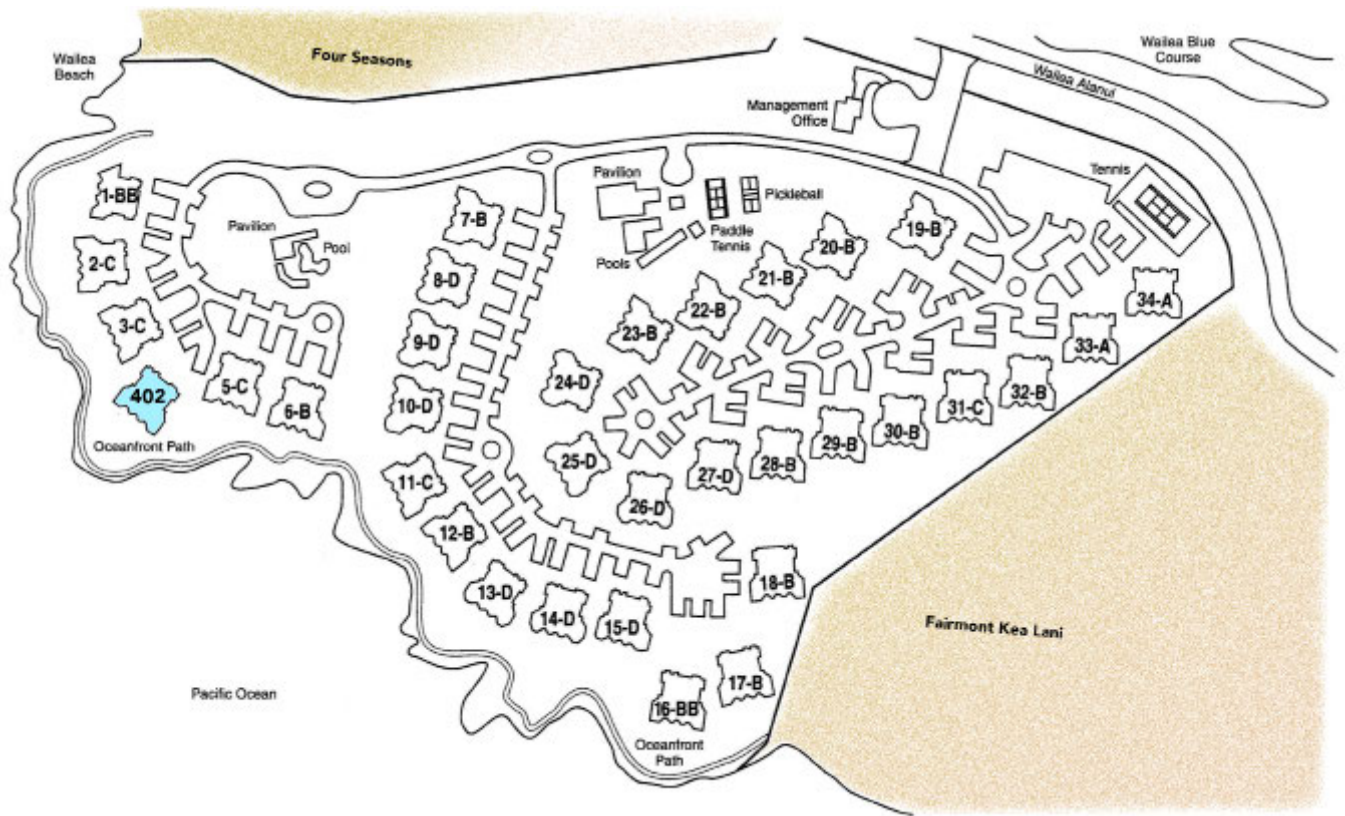 Four Seasons
Wailea
Beach
Wailea Blue
Course
Wailea Alanui
Management
Office
Tennis
Pavilion
Pickleball
Paddle
Tennis
Pools
Pavilion
Pool
1-BB
2-C
3-C
402
5-C
6-B
Oceanfront Path
7-B
8-D
9-D
10-D
11-C
12-B
13-D
14-D
15-D
16-BB
17-B
18-B
19-B
20-B
21-B
22-B
23-B
24-D
25-D
26-D
27-D
28-B
29-B
30-B
31-C
32-B
33-A
34-A
Fairmont Kea Lani
Pacific Ocean
Oceanfront
Path